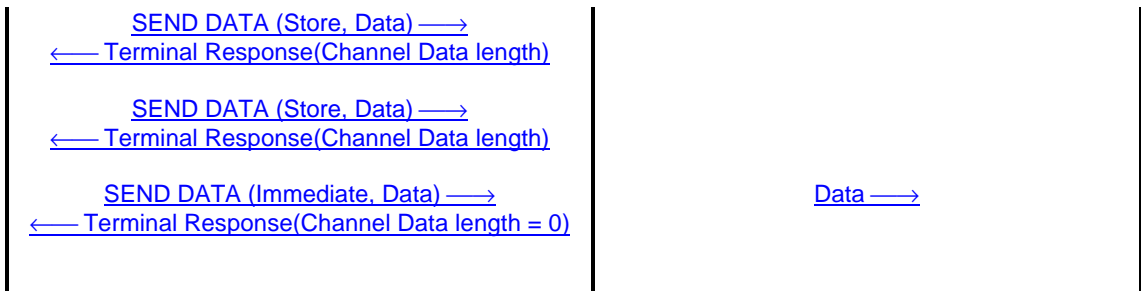 SEND DATA (Store, Data) ⟶
⟵ Terminal Response(Channel Data length)
SEND DATA (Store, Data) ⟶
⟵ Terminal Response(Channel Data length)
SEND DATA (Immediate, Data) ⟶
Data ⟶
⟵ Terminal Response(Channel Data length = 0)